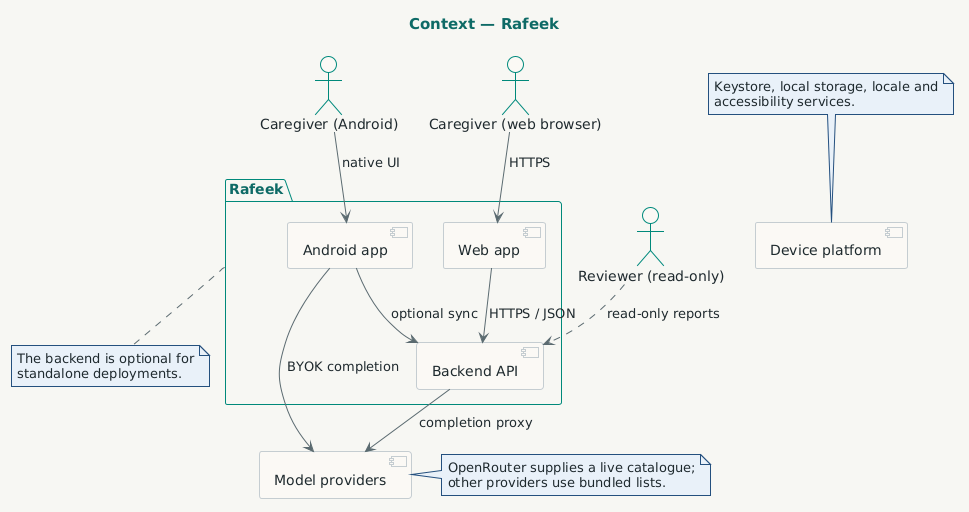 Context — Rafeek
Keystore, local storage, locale and
accessibility services.
Caregiver (Android)
Caregiver (web browser)
native UI
HTTPS
Rafeek
Android app
Web app
Device platform
Reviewer (read-only)
optional sync
HTTPS / JSON
read-only reports
The backend is optional for
standalone deployments.
BYOK completion
Backend API
completion proxy
Model providers
OpenRouter supplies a live catalogue;
other providers use bundled lists.